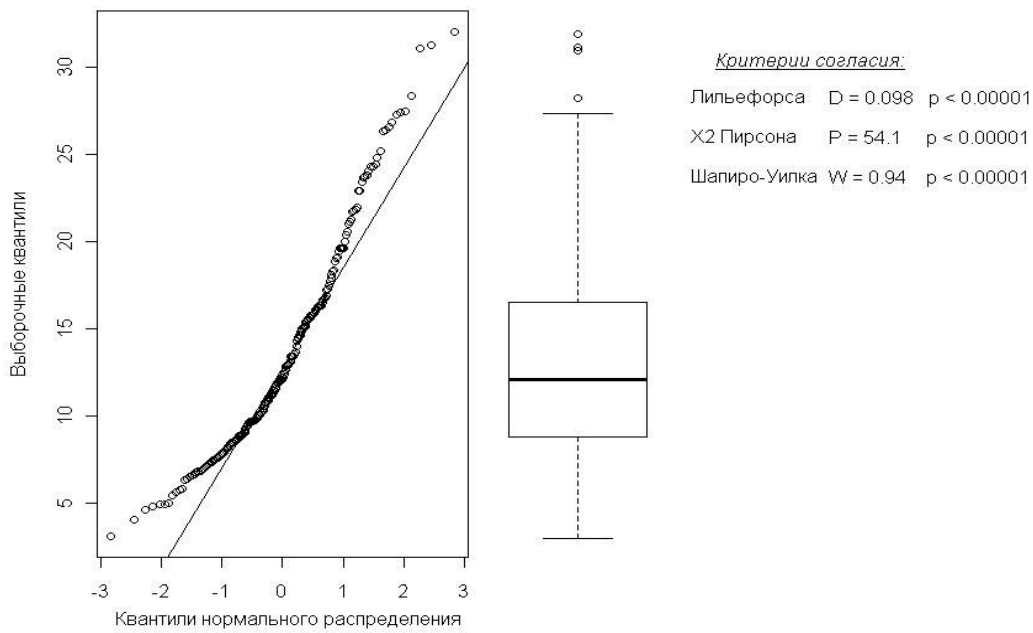 Выборочные квантили
30
25
20
15
10
5
-3 -2 -1 0 1 2 3
Квантили нормального распределения
Критерии согласия:
Лильефорса D = 0.098 p < 0.00001
Х2 Пирсона P = 54.1 p < 0.00001
Шапиро-Уилка W = 0.94 p < 0.00001